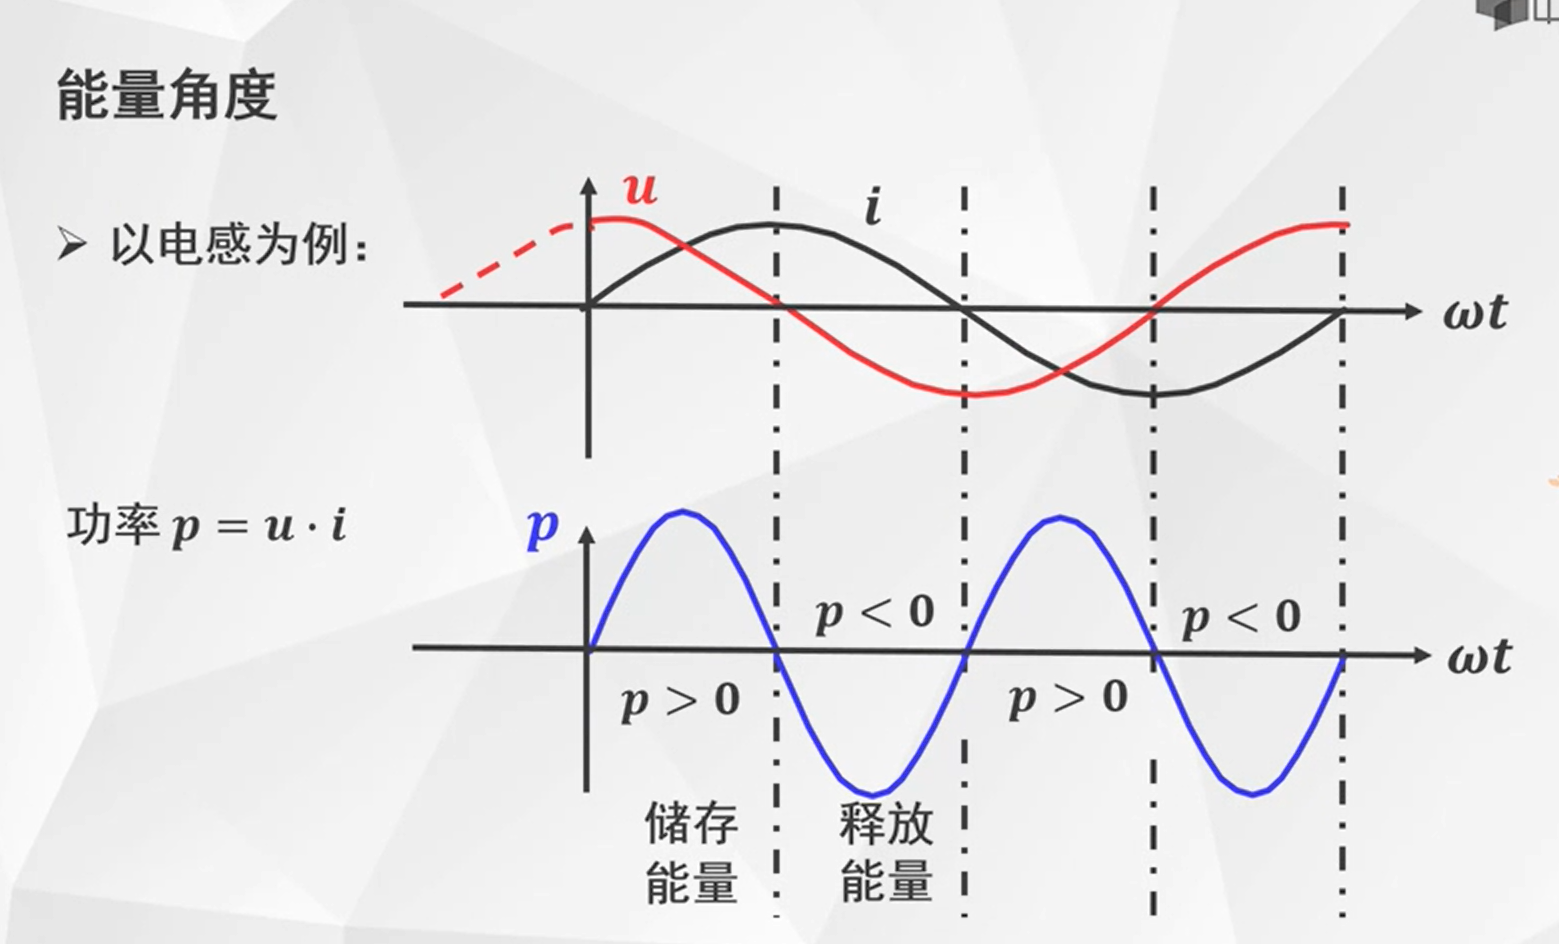 能量角度
➢ 以电感为例：
u
i
ωt
功率 p = u · i
p
p < 0
p < 0
ωt
p > 0
p > 0
储存
能量
释放
能量